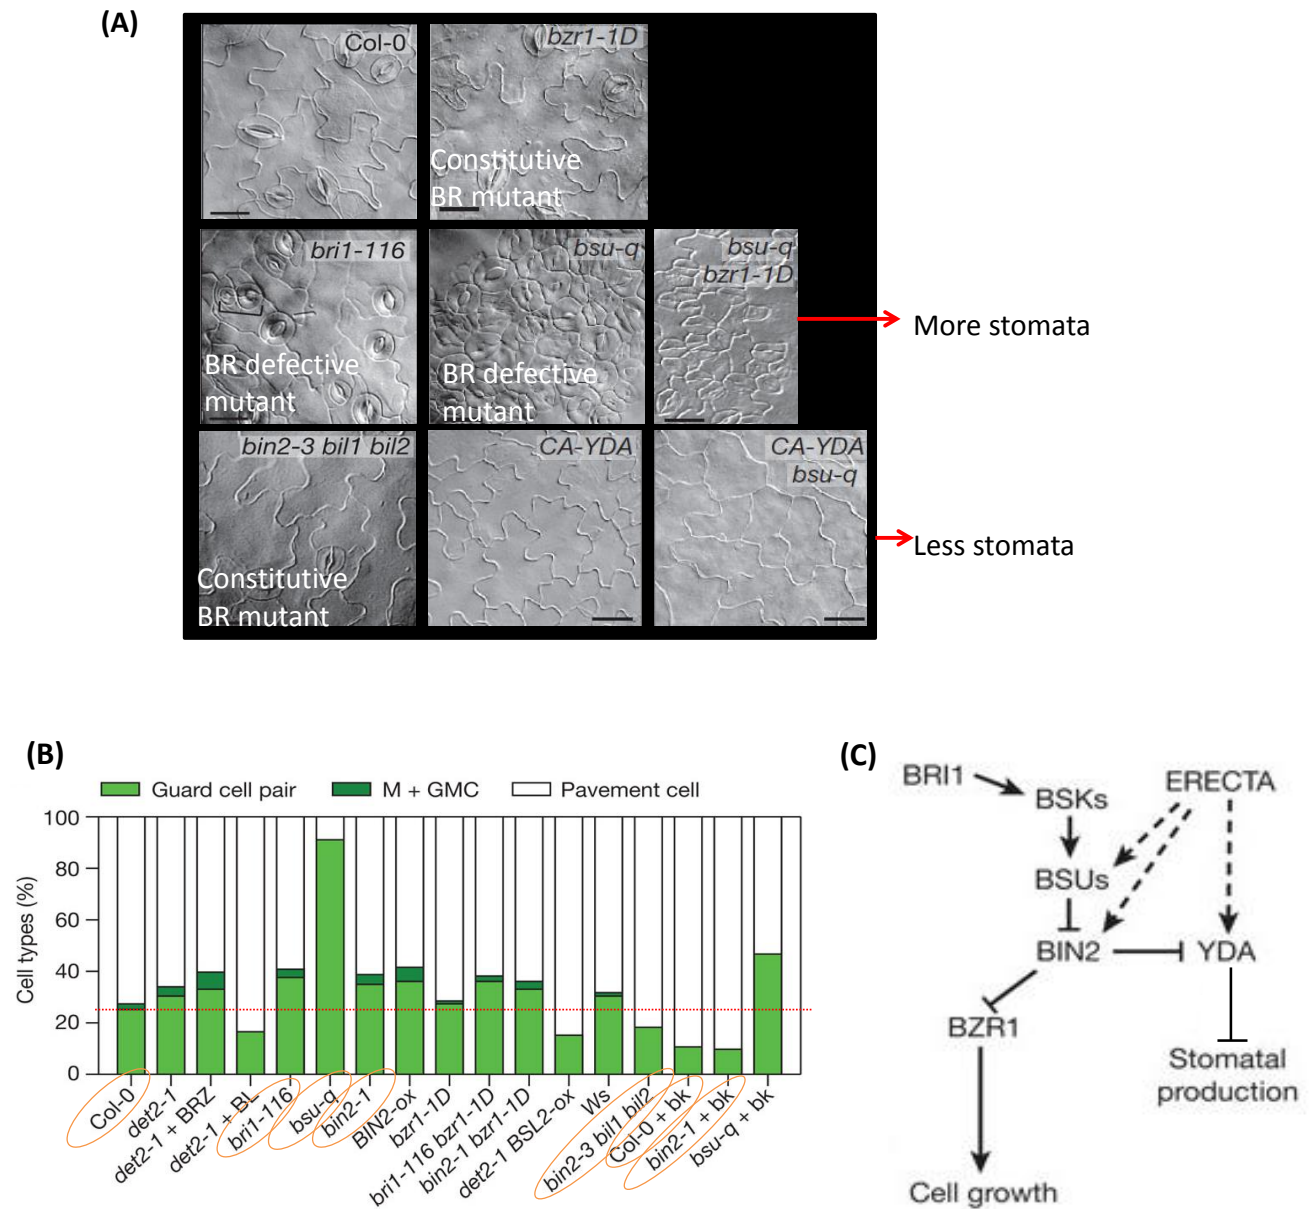 (A)
Col-0
bzr1-1D
Constitutive
BR mutant
bri1-116
BR defective
mutant
bsu-q
BR defective
mutant
bsu-q
bzr1-1D
More stomata
bin2-3 bil1 bil2
Constitutive
BR mutant
CA-YDA
CA-YDA
bsu-q
Less stomata
(B)
Guard cell pair
M + GMC
Pavement cell
Cell types (%)
100
80
60
40
20
0
Col-0
det2-1
det2-1 + BRZ
det2-1 + BL
bri1-116
bsu-q
bin2-1
BIN2-ox
bzr1-1D
bri1-116 bzr1-1D
bin2-1 bzr1-1D
det2-1 BSL2-ox
Ws
bin2-3 bil1 bil2
Col-0 + bk
bin2-1 + bk
bsu-q + bk
(C)
BRI1
BSKs
ERECTA
BSUs
BIN2
YDA
BZR1
Stomatal
production
Cell growth